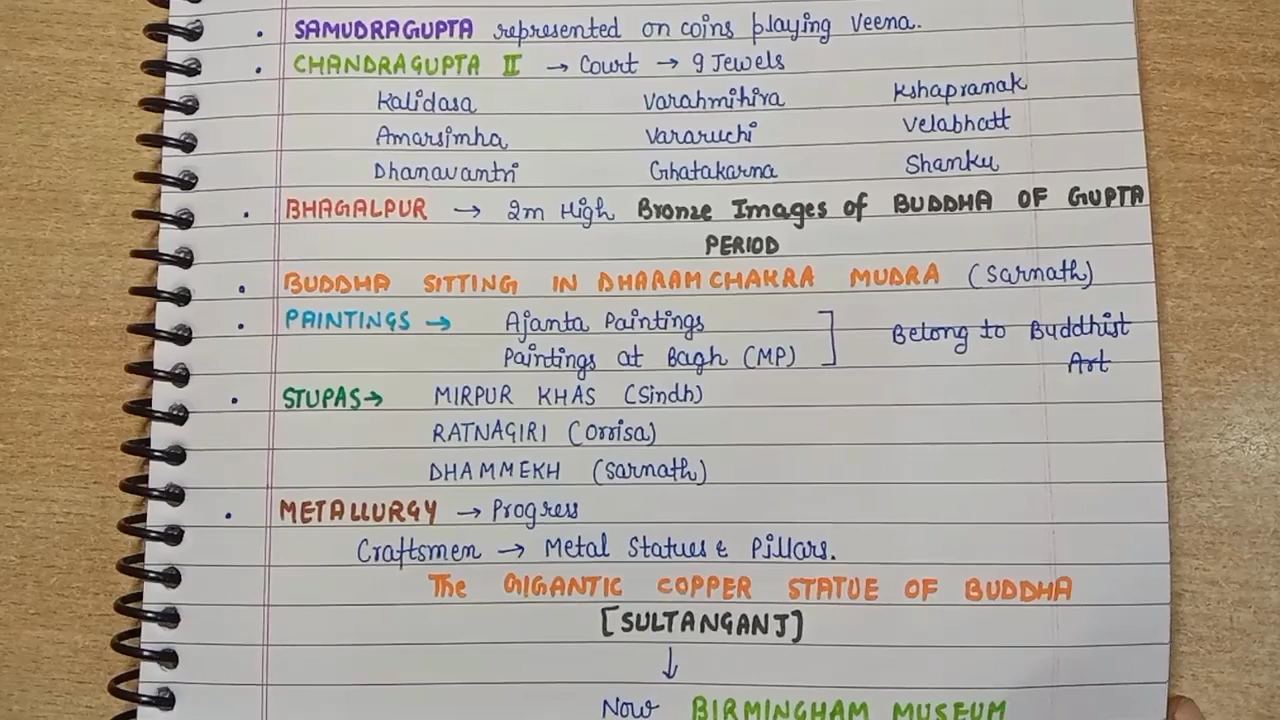 . SAMUDRAGUPTA represented on coins playing Veena.
. CHANDRAGUPTA II → Court → 9 Jewels
Kalidasa Varahmihira Kshapranak
Amarsimha Vararuchi Velabhatt
Dhanavantri Ghatakarna Shanku
. BHAGALPUR → 2m High Bronze Images of BUDDHA OF GUPTA
PERIOD
. BUDDHA SITTING IN DHARAMCHAKRA MUDRA (Sarnath)
. PAINTINGS → Ajanta Paintings ] Belong to Buddhist
Paintings at Bagh (MP) Art
. STUPAS → MIRPUR KHAS (Sindh)
RATNAGIRI (Orrisa)
DHAMMEKH (Sarnath)
. METALLURGY → Progress
Craftsmen → Metal Statues & Pillars.
The GIGANTIC COPPER STATUE OF BUDDHA
[SULTANGANJ]
↓
Now BIRMINGHAM MUSEUM